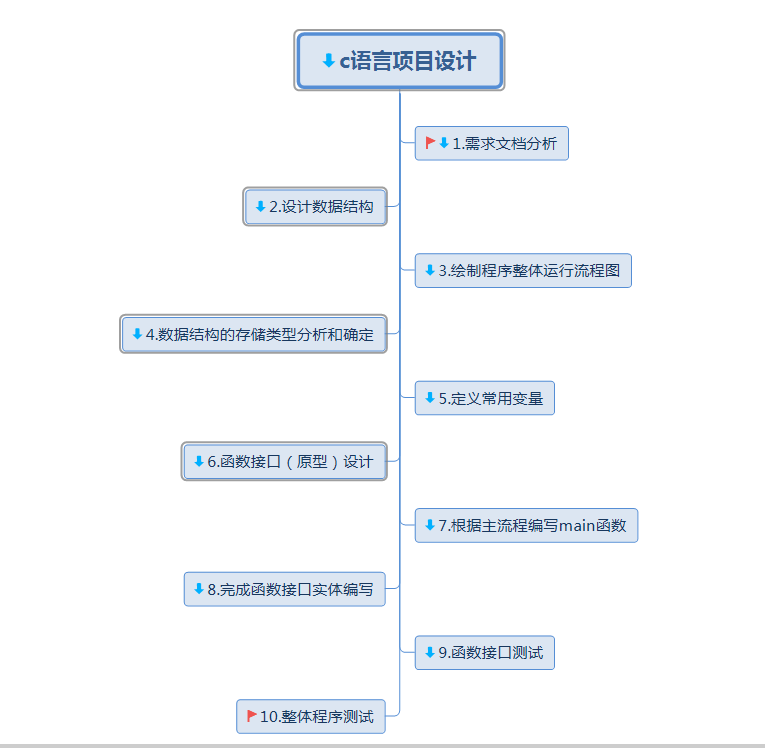 c语言项目设计
1.需求文档分析
2.设计数据结构
3.绘制程序整体运行流程图
4.数据结构的存储类型分析和确定
5.定义常用变量
6.函数接口（原型）设计
7.根据主流程编写main函数
8.完成函数接口实体编写
9.函数接口测试
10.整体程序测试